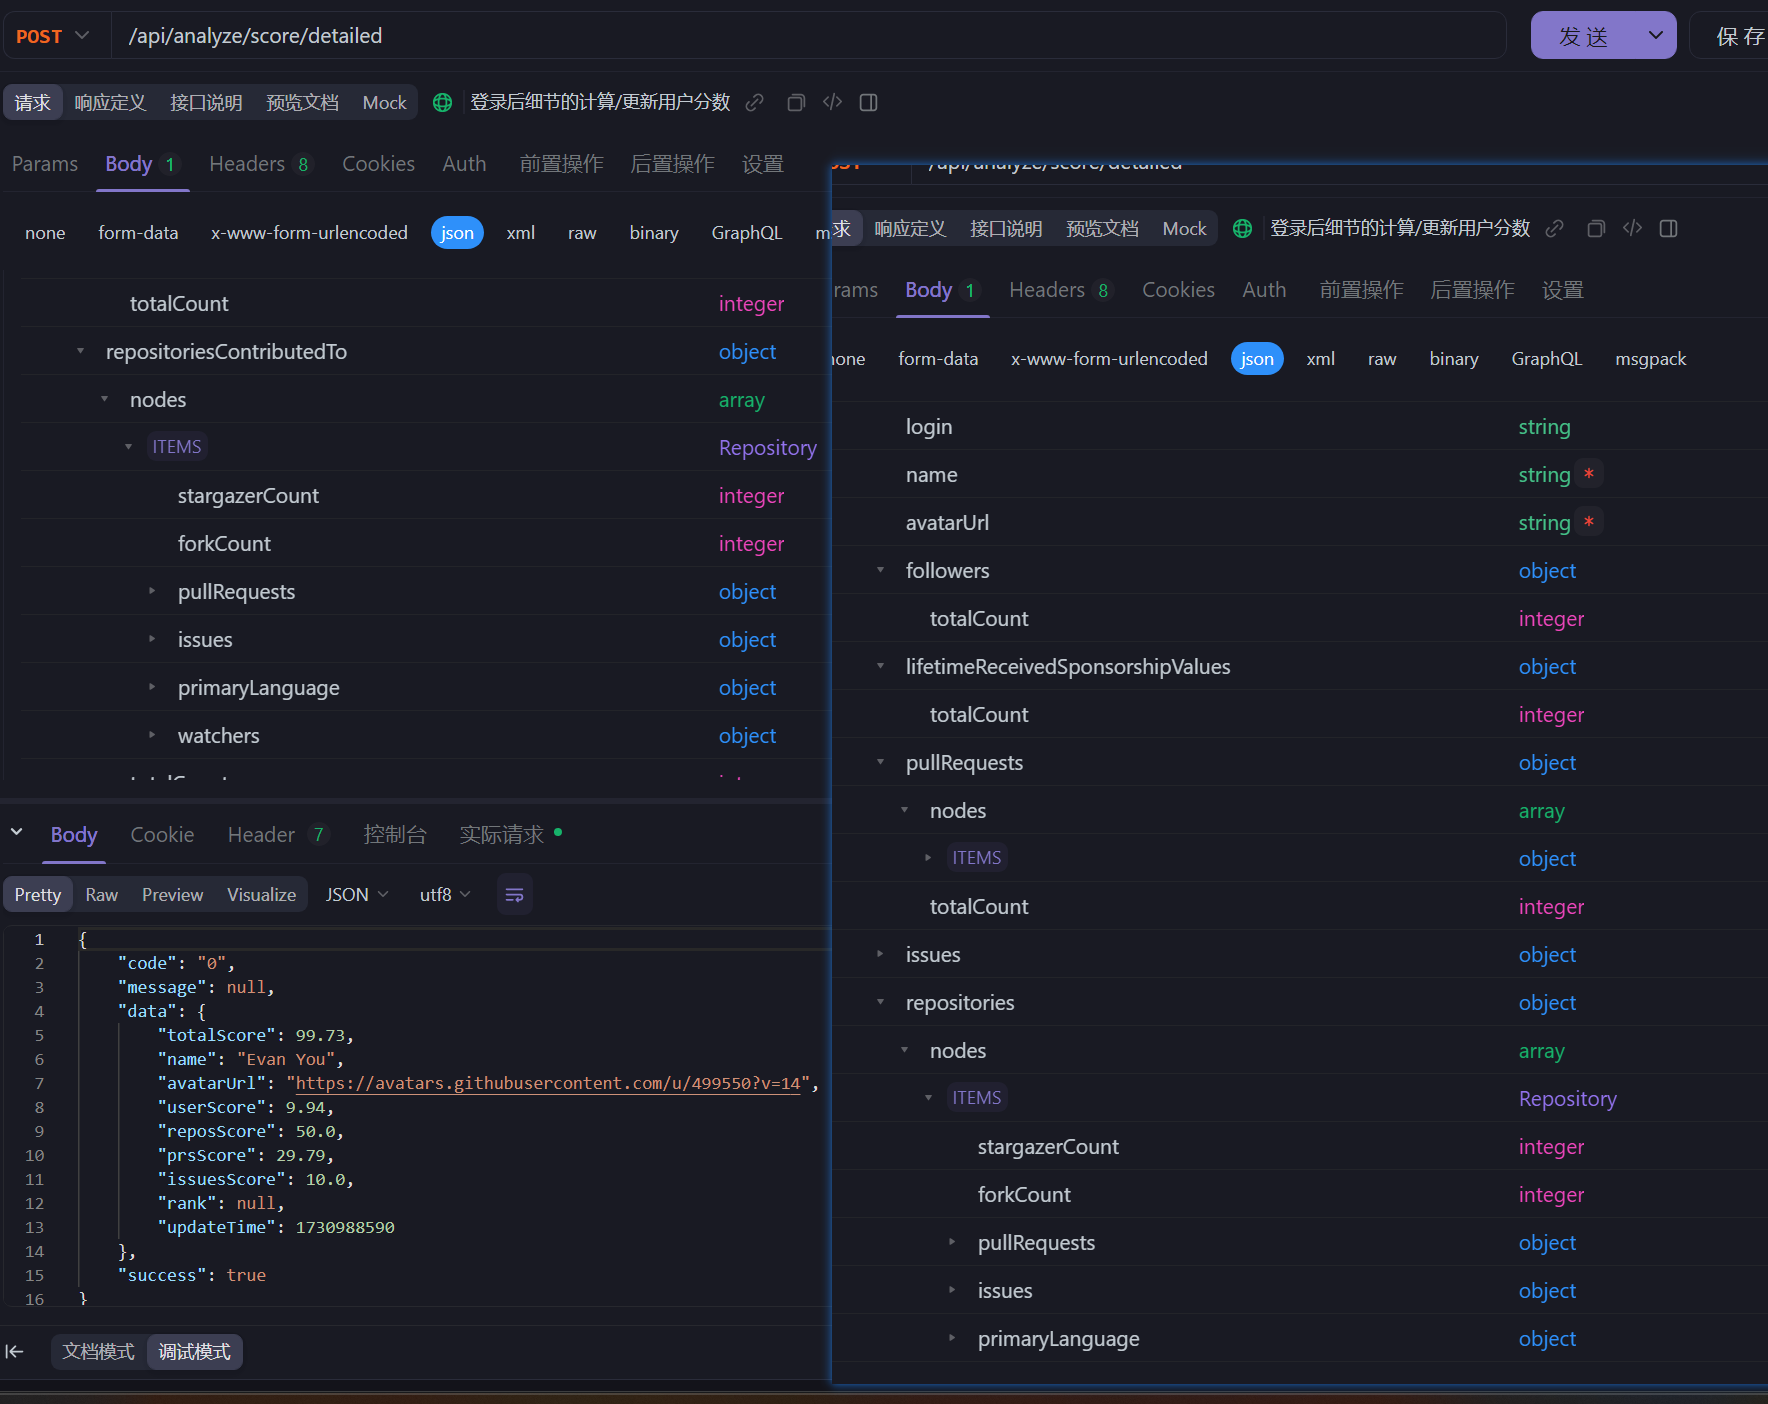 POST /api/analyze/score/detailed 发 送 保 存
请求 响应定义 接口说明 预览文档 Mock 登录后细节的计算/更新用户分数
Params Body 1 Headers 8 Cookies Auth 前置操作 后置操作 设置
none form-data x-www-form-urlencoded json xml raw binary GraphQL m
totalCount integer
repositoriesContributedTo object
nodes array
ITEMS Repository
stargazerCount integer
forkCount integer
pullRequests object
issues object
primaryLanguage object
watchers object
Body Cookie Header 7 控制台 实际请求
Pretty Raw Preview Visualize JSON utf8
1 {
2 "code": "0",
3 "message": null,
4 "data": {
5 "totalScore": 99.73,
6 "name": "Evan You",
7 "avatarUrl": "https://avatars.githubusercontent.com/u/499550?v=14",
8 "userScore": 9.94,
9 "reposScore": 50.0,
10 "prsScore": 29.79,
11 "issuesScore": 10.0,
12 "rank": null,
13 "updateTime": 1730988590
14 },
15 "success": true
16 }
文档模式 调试模式
/api/analyze/score/detailed
求 响应定义 接口说明 预览文档 Mock 登录后细节的计算/更新用户分数
rams Body 1 Headers 8 Cookies Auth 前置操作 后置操作 设置
one form-data x-www-form-urlencoded json xml raw binary GraphQL msgpack
login string
name string *
avatarUrl string *
followers object
totalCount integer
lifetimeReceivedSponsorshipValues object
totalCount integer
pullRequests object
nodes array
ITEMS object
totalCount integer
issues object
repositories object
nodes array
ITEMS Repository
stargazerCount integer
forkCount integer
pullRequests object
issues object
primaryLanguage object